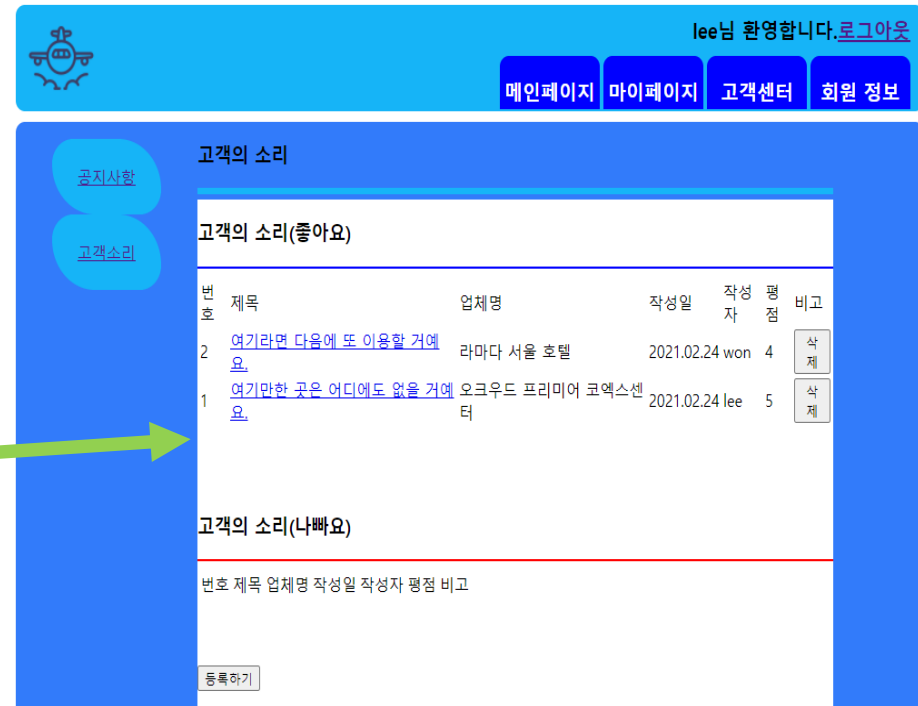 lee님 환영합니다.로그아웃
메인페이지 마이페이지 고객센터 회원 정보
공지사항
고객소리
고객의 소리
고객의 소리(좋아요)
번호 제목 업체명 작성일 작성자 평점 비고
2 여기라면 다음에 또 이용할 거예요. 라마다 서울 호텔 2021.02.24 won 4 삭제
1 여기만한 곳은 어디에도 없을 거예요. 오크우드 프리미어 코엑스센터 2021.02.24 lee 5 삭제
고객의 소리(나빠요)
번호 제목 업체명 작성일 작성자 평점 비고
등록하기